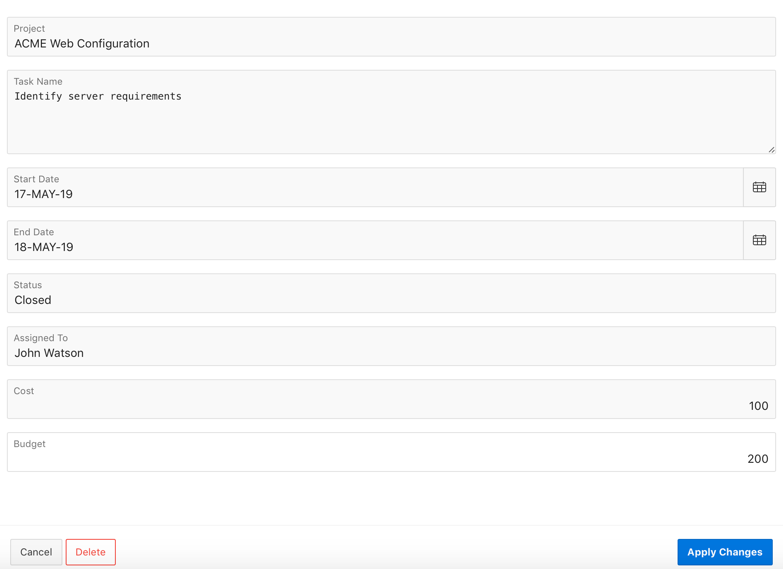 Project
ACME Web Configuration
Task Name
Identify server requirements
Start Date
17-MAY-19
End Date
18-MAY-19
Status
Closed
Assigned To
John Watson
Cost
100
Budget
200
Cancel Delete Apply Changes